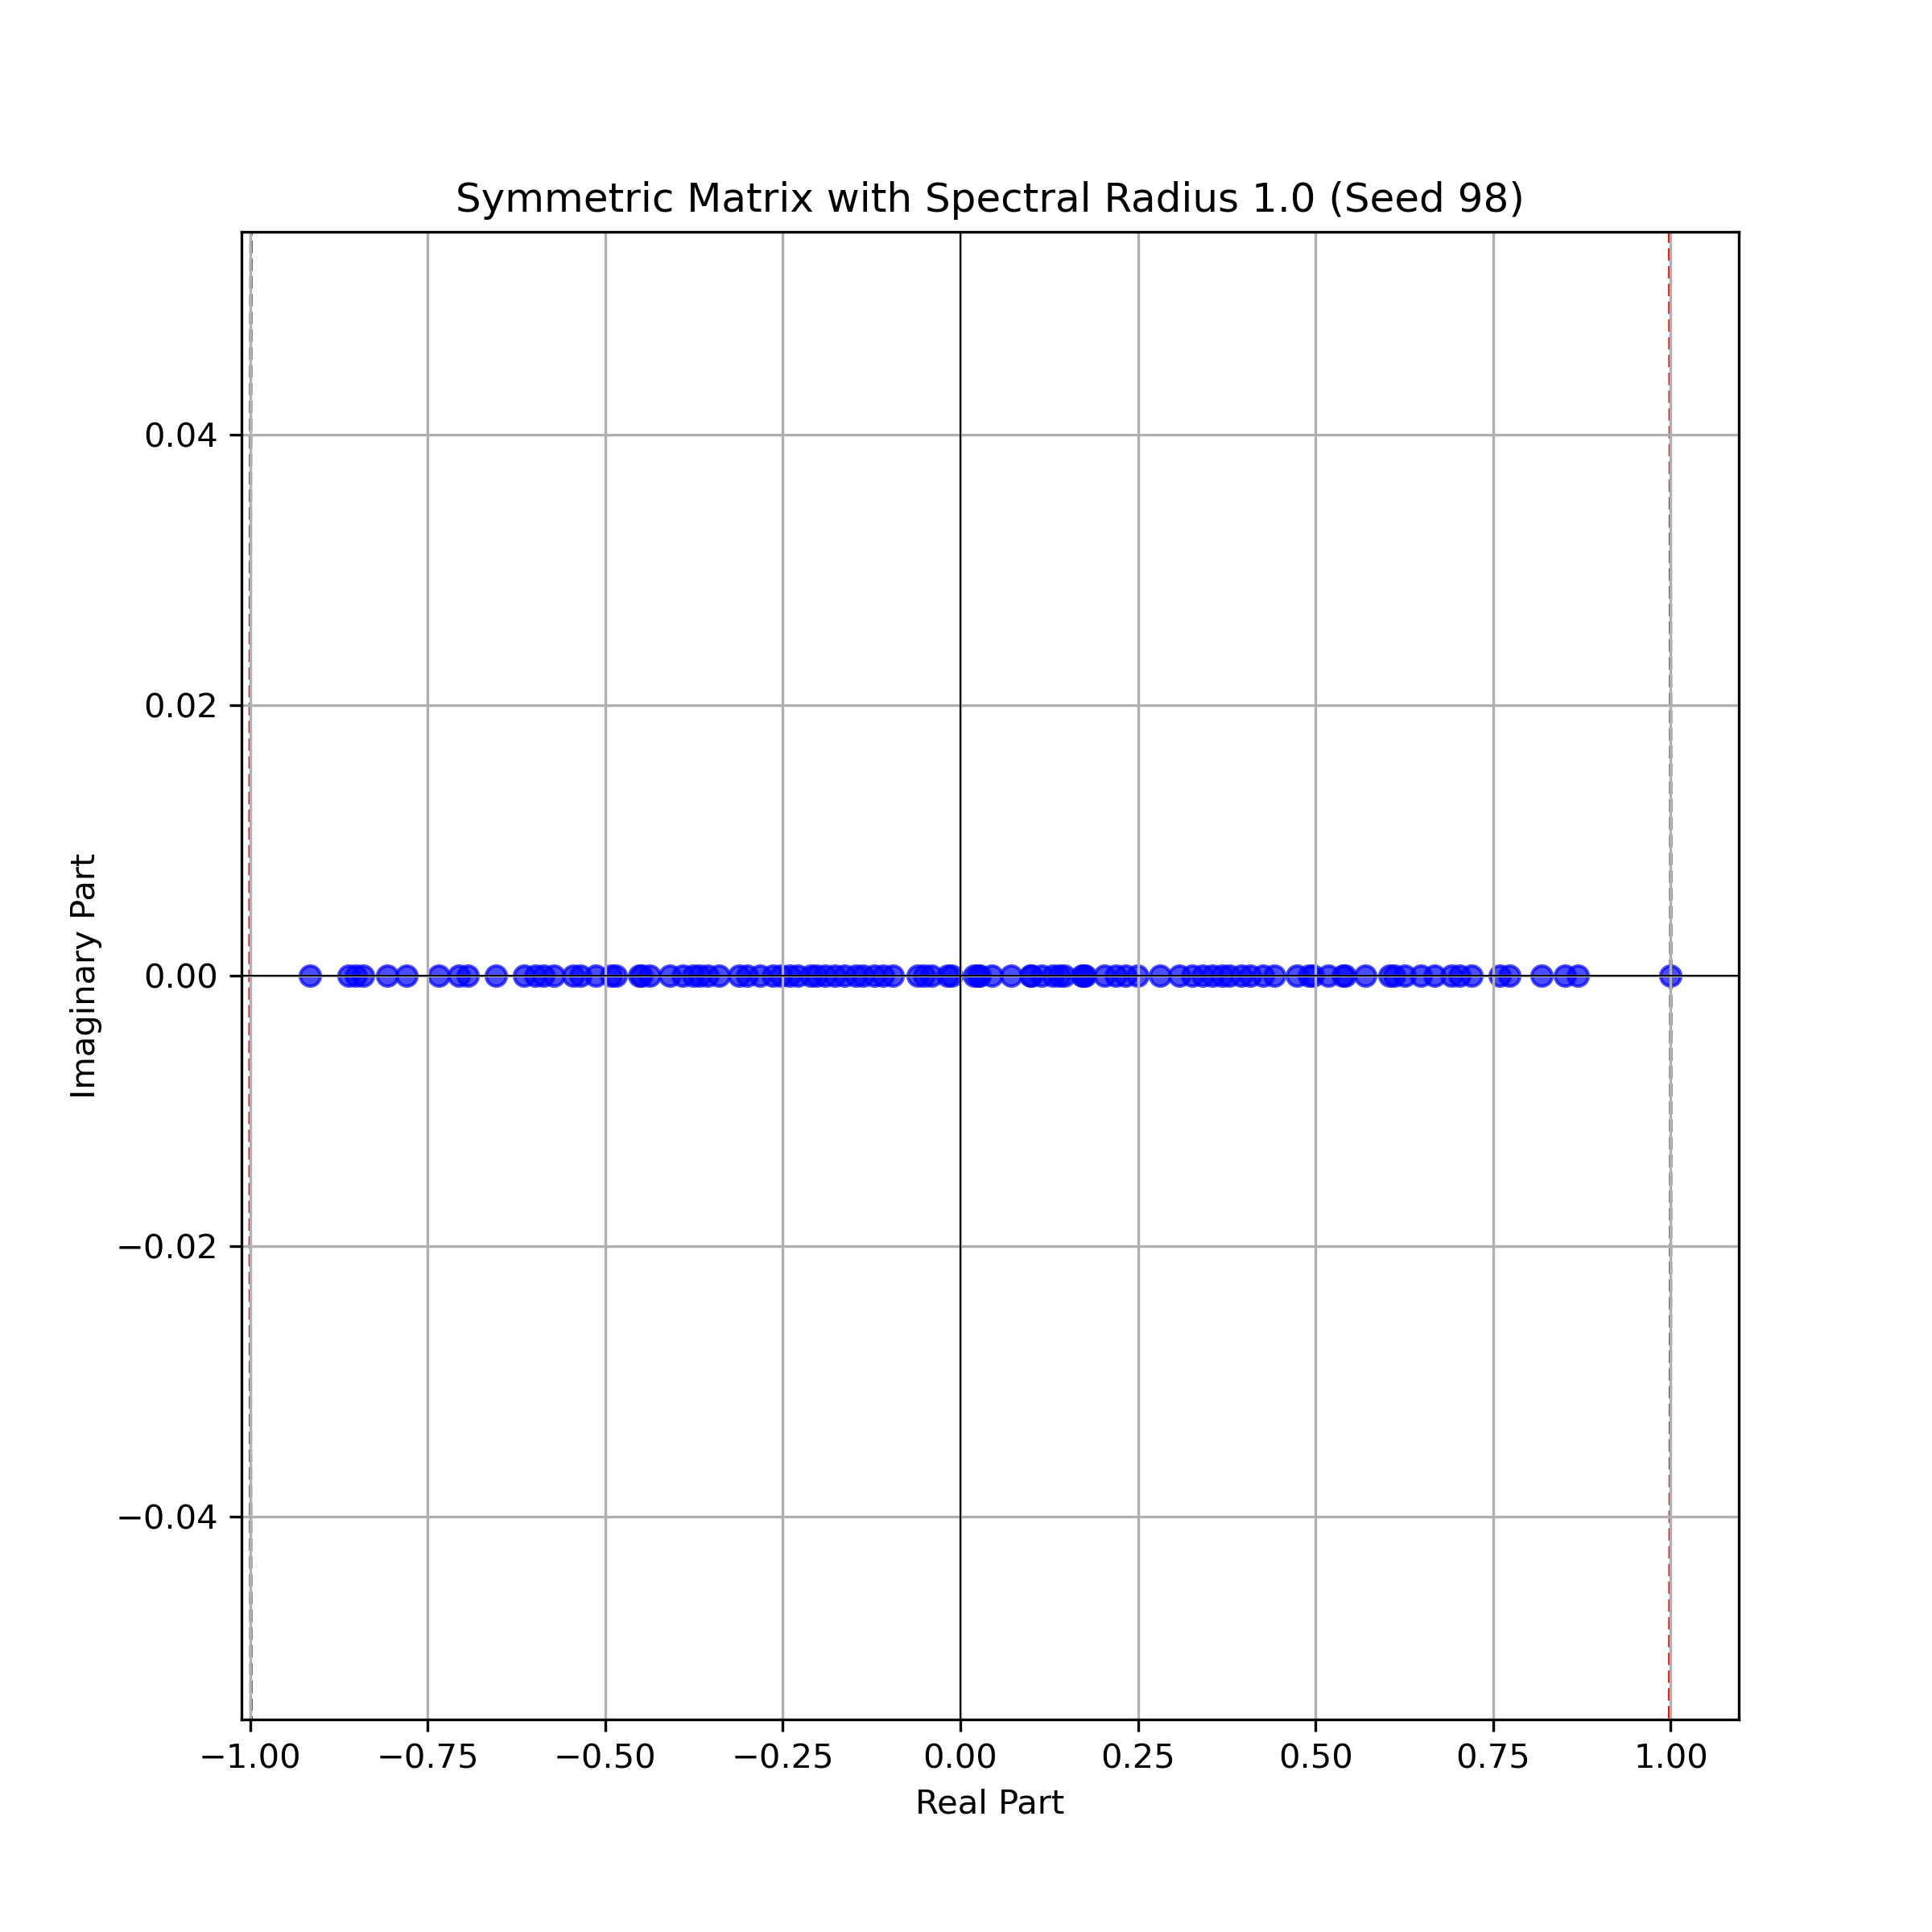 Symmetric Matrix with Spectral Radius 1.0 (Seed 98)
Imaginary Part
0.04
0.02
0.00
−0.02
−0.04
−1.00 −0.75 −0.50 −0.25 0.00 0.25 0.50 0.75 1.00
Real Part